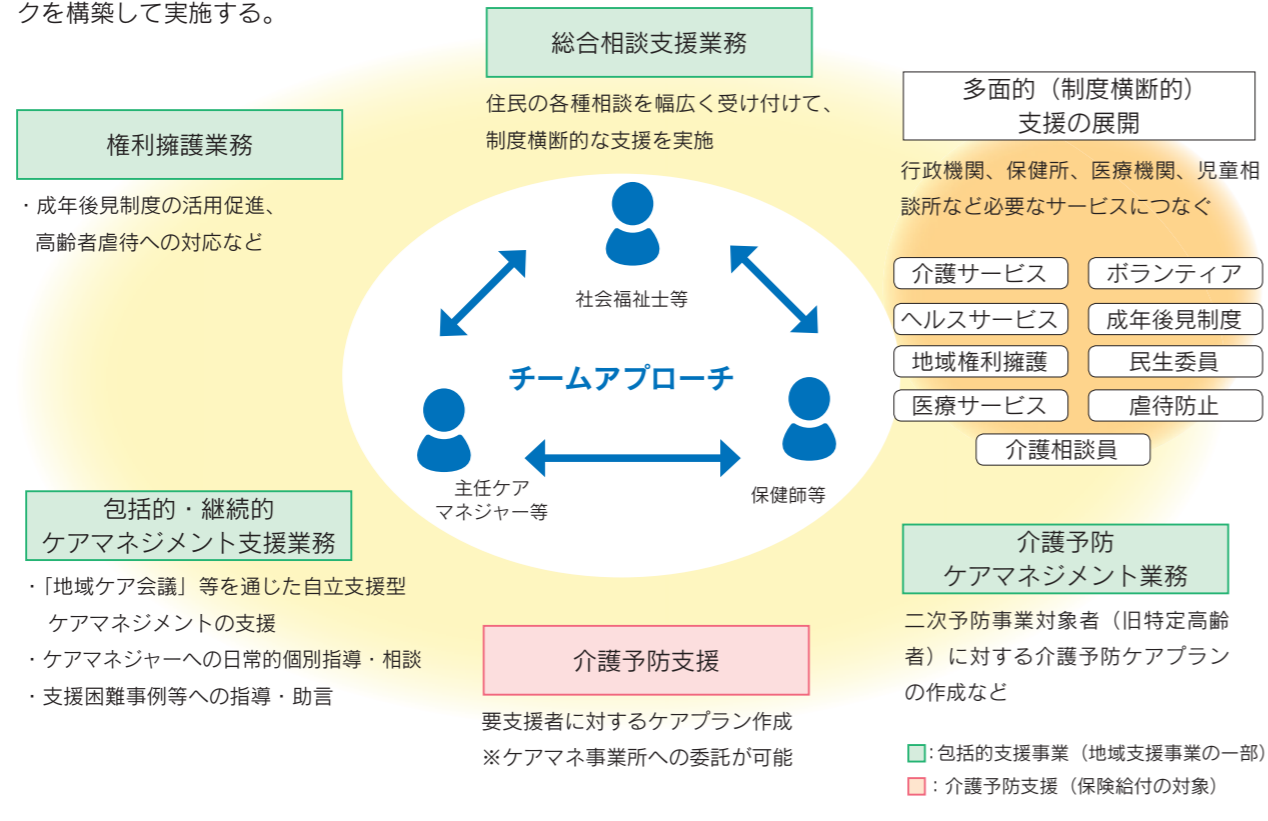 クを構築して実施する。
総合相談支援業務
住民の各種相談を幅広く受け付けて、
制度横断的な支援を実施
多面的（制度横断的）
支援の展開
行政機関、保健所、医療機関、児童相
談所など必要なサービスにつなぐ
権利擁護業務
・成年後見制度の活用促進、
高齢者虐待への対応など
介護サービス
ボランティア
ヘルスサービス
成年後見制度
地域権利擁護
民生委員
医療サービス
虐待防止
介護相談員
社会福祉士等
チームアプローチ
主任ケア
マネジャー等
保健師等
包括的・継続的
ケアマネジメント支援業務
・「地域ケア会議」等を通じた自立支援型
ケアマネジメントの支援
・ケアマネジャーへの日常的個別指導・相談
・支援困難事例等への指導・助言
介護予防支援
要支援者に対するケアプラン作成
※ケアマネ事業所への委託が可能
介護予防
ケアマネジメント業務
二次予防事業対象者（旧特定高齢
者）に対する介護予防ケアプラン
の作成など
：包括的支援事業（地域支援事業の一部）
：介護予防支援（保険給付の対象）